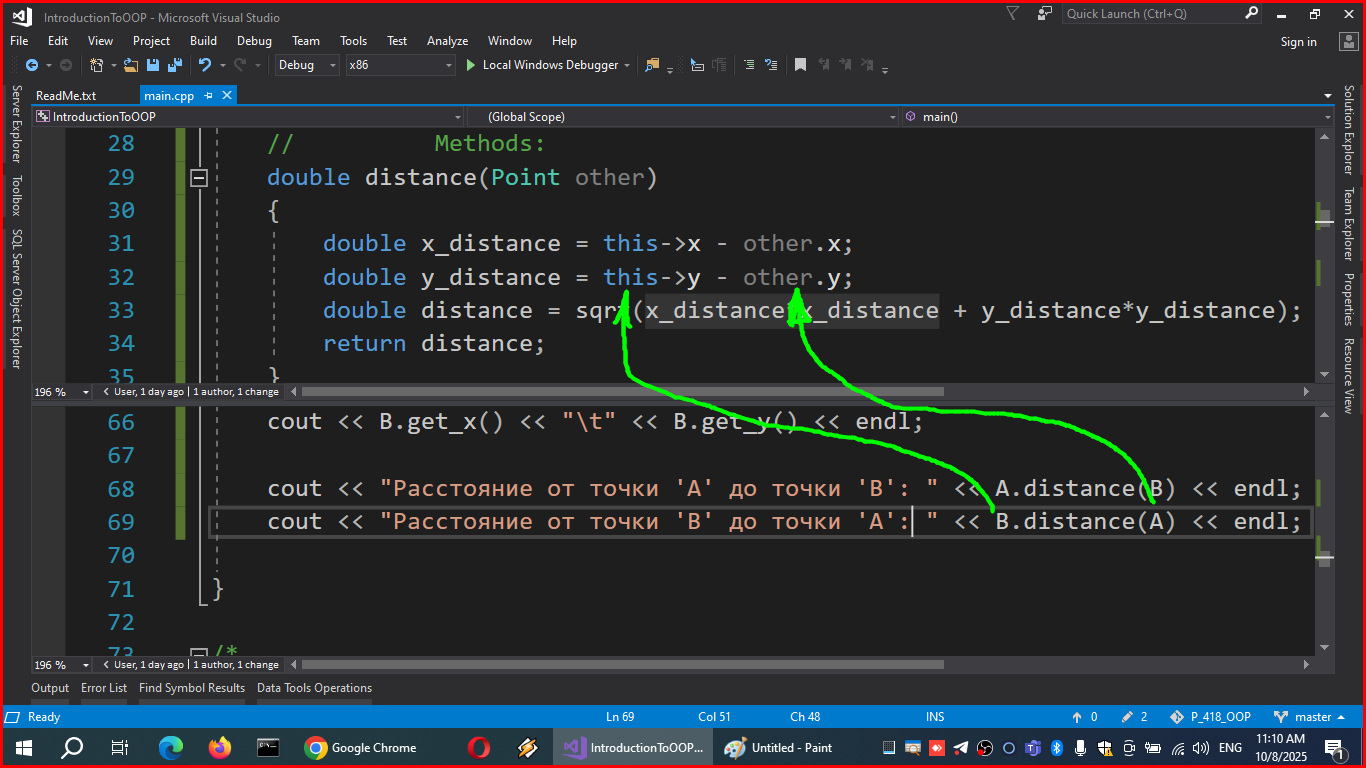 IntroductionToOOP - Microsoft Visual Studio
Quick Launch (Ctrl+Q)
File Edit View Project Build Debug Team Tools Test Analyze Window Help
Sign in
Debug x86 Local Windows Debugger
ReadMe.txt main.cpp
IntroductionToOOP (Global Scope) main()
Server Explorer
Toolbox
SQL Server Object Explorer
Solution Explorer
Team Explorer
Properties
Resource View
28 // Methods:
29 double distance(Point other)
30 {
31 double x_distance = this->x - other.x;
32 double y_distance = this->y - other.y;
33 double distance = sqrt(x_distance*x_distance + y_distance*y_distance);
34 return distance;
35 }
196 % User, 1 day ago | 1 author, 1 change
66 cout << B.get_x() << "\t" << B.get_y() << endl;
67
68 cout << "Расстояние от точки 'A' до точки 'B': " << A.distance(B) << endl;
69 cout << "Расстояние от точки 'B' до точки 'A': " << B.distance(A) << endl;
70
71 }
72
73 /*
196 % User, 1 day ago | 1 author, 1 change
Output Error List Find Symbol Results Data Tools Operations
Ready Ln 69 Col 51 Ch 48 INS 0 2 P_418_OOP master
Google Chrome IntroductionToOOP... Untitled - Paint ENG 11:10 AM
10/8/2025 1